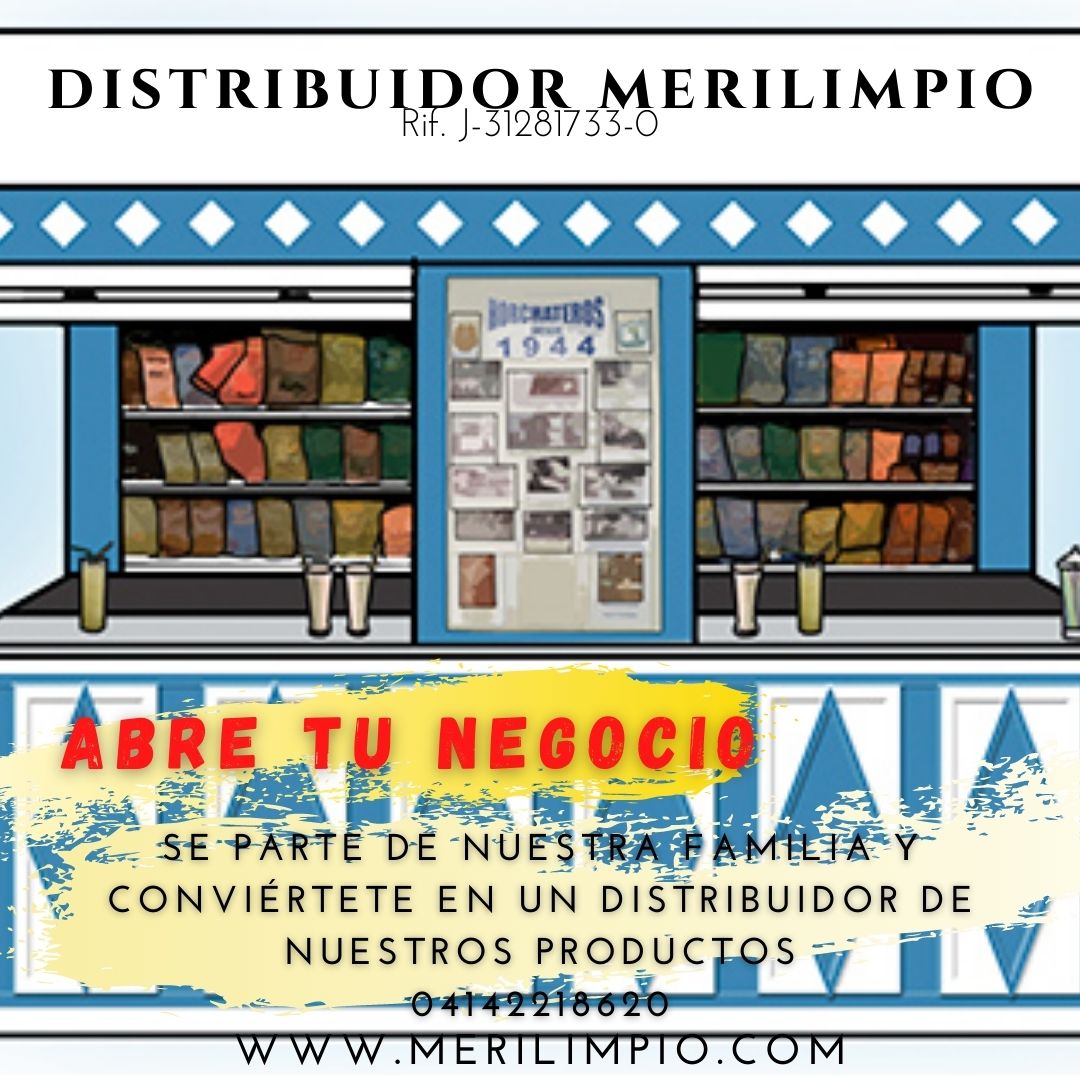 DISTRIBUIDOR MERILIMPIO
Rif. J-31281733-0
HORCHATEROS
1944
ABRE TU NEGOCIO
SE PARTE DE NUESTRA FAMILIA Y
CONVIÉRTETE EN UN DISTRIBUIDOR DE
NUESTROS PRODUCTOS
04142218620
WWW.MERILIMPIO.COM